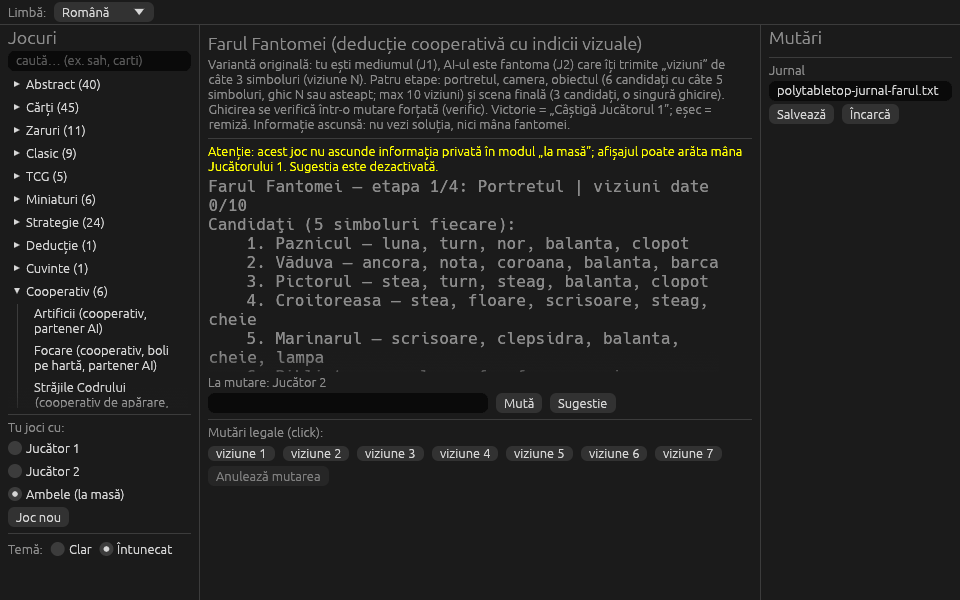 Limbă: Română
Jocuri
caută... (ex. sah, carti)
Abstract (40)
Cărți (45)
Zaruri (11)
Clasic (9)
TCG (5)
Miniaturi (6)
Strategie (24)
Deducție (1)
Cuvinte (1)
Cooperativ (6)
Artificii (cooperativ,
partener AI)
Focare (cooperativ, boli
pe hartă, partener AI)
Străjile Codrului
(cooperativ de apărare,
Tu joci cu:
Jucător 1
Jucător 2
Ambele (la masă)
Joc nou
Temă: Clar Întunecat
Farul Fantomei (deducție cooperativă cu indicii vizuale)
Variantă originală: tu ești mediumul (J1), AI-ul este fantoma (J2) care îți trimite „viziuni” de
câte 3 simboluri (viziune N). Patru etape: portretul, camera, obiectul (6 candidați cu câte 5
simboluri, ghic N sau asteapt; max 10 viziuni) și scena finală (3 candidați, o singură ghicire).
Ghicirea se verifică într-o mutare forțată (verific). Victorie = „Câștigă Jucătorul 1”; eșec =
remiză. Informație ascunsă: nu vezi soluția, nici mâna fantomei.
Atenție: acest joc nu ascunde informația privată în modul „la masă”; afișajul poate arăta mâna
Jucătorului 1. Sugestia este dezactivată.
Farul Fantomei — etapa 1/4: Portretul | viziuni date
0/10
Candidaţi (5 simboluri fiecare):
1. Paznicul — luna, turn, nor, balanta, clopot
2. Văduva — ancora, nota, coroana, balanta, barca
3. Pictorul — stea, turn, steag, balanta, clopot
4. Croitoreasa — stea, floare, scrisoare, steag,
cheie
5. Marinarul — scrisoare, clepsidra, balanta,
cheie, lampa
La mutare: Jucător 2
Mută Sugestie
Mutări legale (click):
viziune 1 viziune 2 viziune 3 viziune 4 viziune 5 viziune 6 viziune 7
Anulează mutarea
Mutări
Jurnal
polytabletop-jurnal-farul.txt
Salvează Încarcă